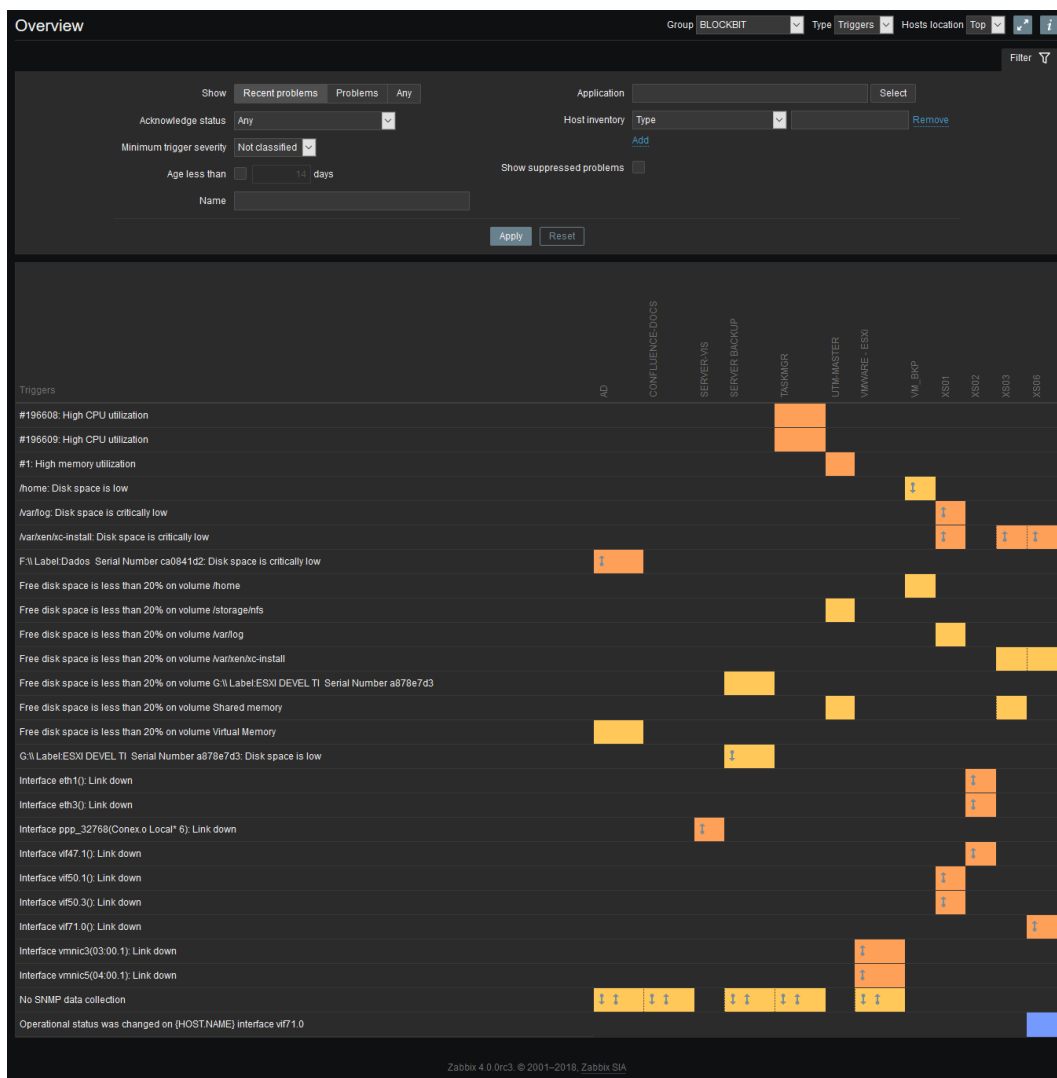 Overview
Group BLOCKBIT Type Triggers Hosts location Top i
Filter
Show Recent problems Problems Any Application Select
Acknowledge status Any Host inventory Type Remove
Add
Minimum trigger severity Not classified
Show suppressed problems
Age less than 14 days
Name
Apply Reset
Triggers AD CONFLUENCE-DOCS SERVER-VIS SERVER BACKUP TASKMGR UTM-MASTER VMWARE - ESXi VM_BKP XS01 XS02 XS03 XS06
#196608: High CPU utilization
#196609: High CPU utilization
#1: High memory utilization
/home: Disk space is low
/var/log: Disk space is critically low
/var/xen/xc-install: Disk space is critically low
F:\\ Label:Dados Serial Number ca0841d2: Disk space is critically low
Free disk space is less than 20% on volume /home
Free disk space is less than 20% on volume /storage/nfs
Free disk space is less than 20% on volume /var/log
Free disk space is less than 20% on volume /var/xen/xc-install
Free disk space is less than 20% on volume G:\\ Label:ESXI DEVEL TI Serial Number a878e7d3
Free disk space is less than 20% on volume Shared memory
Free disk space is less than 20% on volume Virtual Memory
G:\\ Label:ESXI DEVEL TI Serial Number a878e7d3: Disk space is low
Interface eth1(): Link down
Interface eth3(): Link down
Interface ppp_32768(Conex.o Local* 6): Link down
Interface vif47.1(): Link down
Interface vif50.1(): Link down
Interface vif50.3(): Link down
Interface vif71.0(): Link down
Interface vmnic3(03:00.1): Link down
Interface vmnic5(04:00.1): Link down
No SNMP data collection
Operational status was changed on {HOST.NAME} interface vif71.0
Zabbix 4.0.0rc3. © 2001–2018, Zabbix SIA